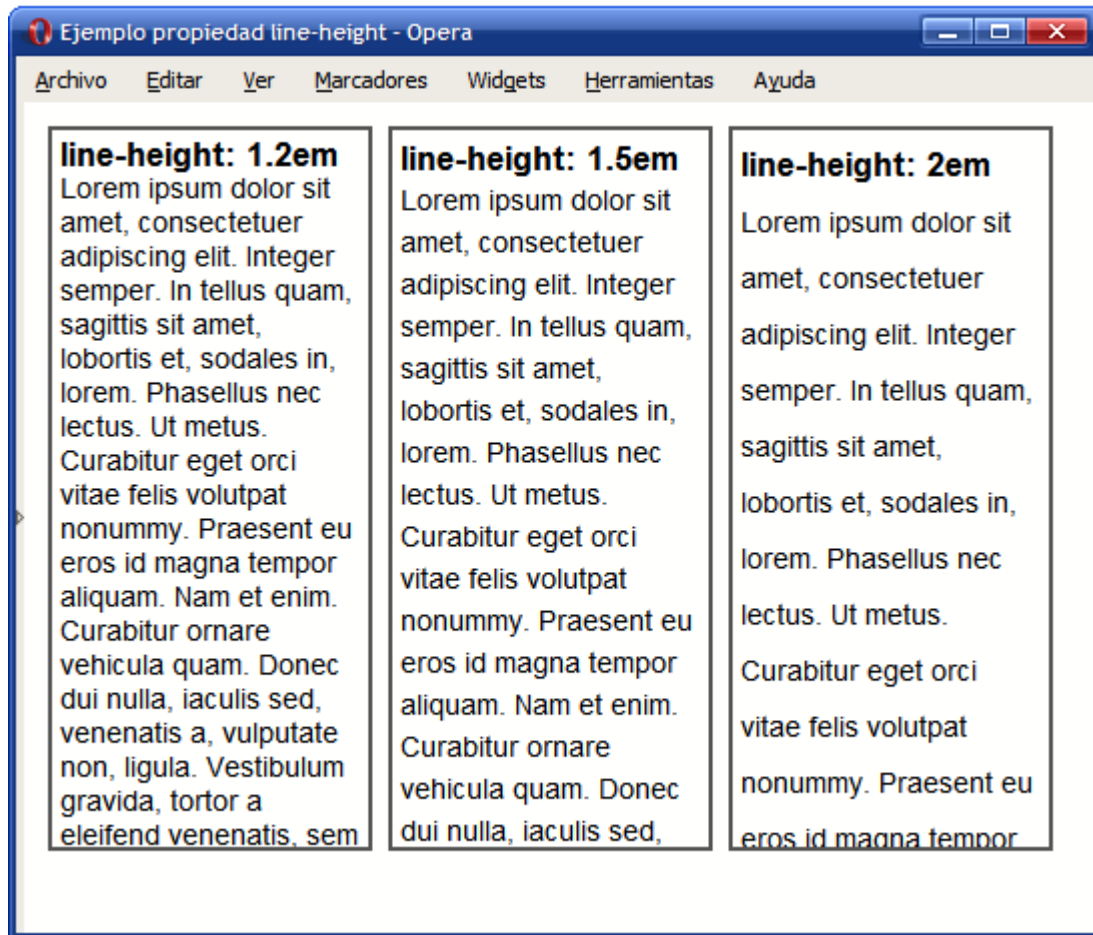 Ejemplo propiedad line-height - Opera
Archivo Editar Ver Marcadores Widgets Herramientas Ayuda
line-height: 1.2em
Lorem ipsum dolor sit
amet, consectetuer
adipiscing elit. Integer
semper. In tellus quam,
sagittis sit amet,
lobortis et, sodales in,
lorem. Phasellus nec
lectus. Ut metus.
Curabitur eget orci
vitae felis volutpat
nonummy. Praesent eu
eros id magna tempor
aliquam. Nam et enim.
Curabitur ornare
vehicula quam. Donec
dui nulla, iaculis sed,
venenatis a, vulputate
non, ligula. Vestibulum
gravida, tortor a
eleifend venenatis, sem
line-height: 1.5em
Lorem ipsum dolor sit
amet, consectetuer
adipiscing elit. Integer
semper. In tellus quam,
sagittis sit amet,
lobortis et, sodales in,
lorem. Phasellus nec
lectus. Ut metus.
Curabitur eget orci
vitae felis volutpat
nonummy. Praesent eu
eros id magna tempor
aliquam. Nam et enim.
Curabitur ornare
vehicula quam. Donec
dui nulla, iaculis sed,
line-height: 2em
Lorem ipsum dolor sit
amet, consectetuer
adipiscing elit. Integer
semper. In tellus quam,
sagittis sit amet,
lobortis et, sodales in,
lorem. Phasellus nec
lectus. Ut metus.
Curabitur eget orci
vitae felis volutpat
nonummy. Praesent eu
eros id magna tempor